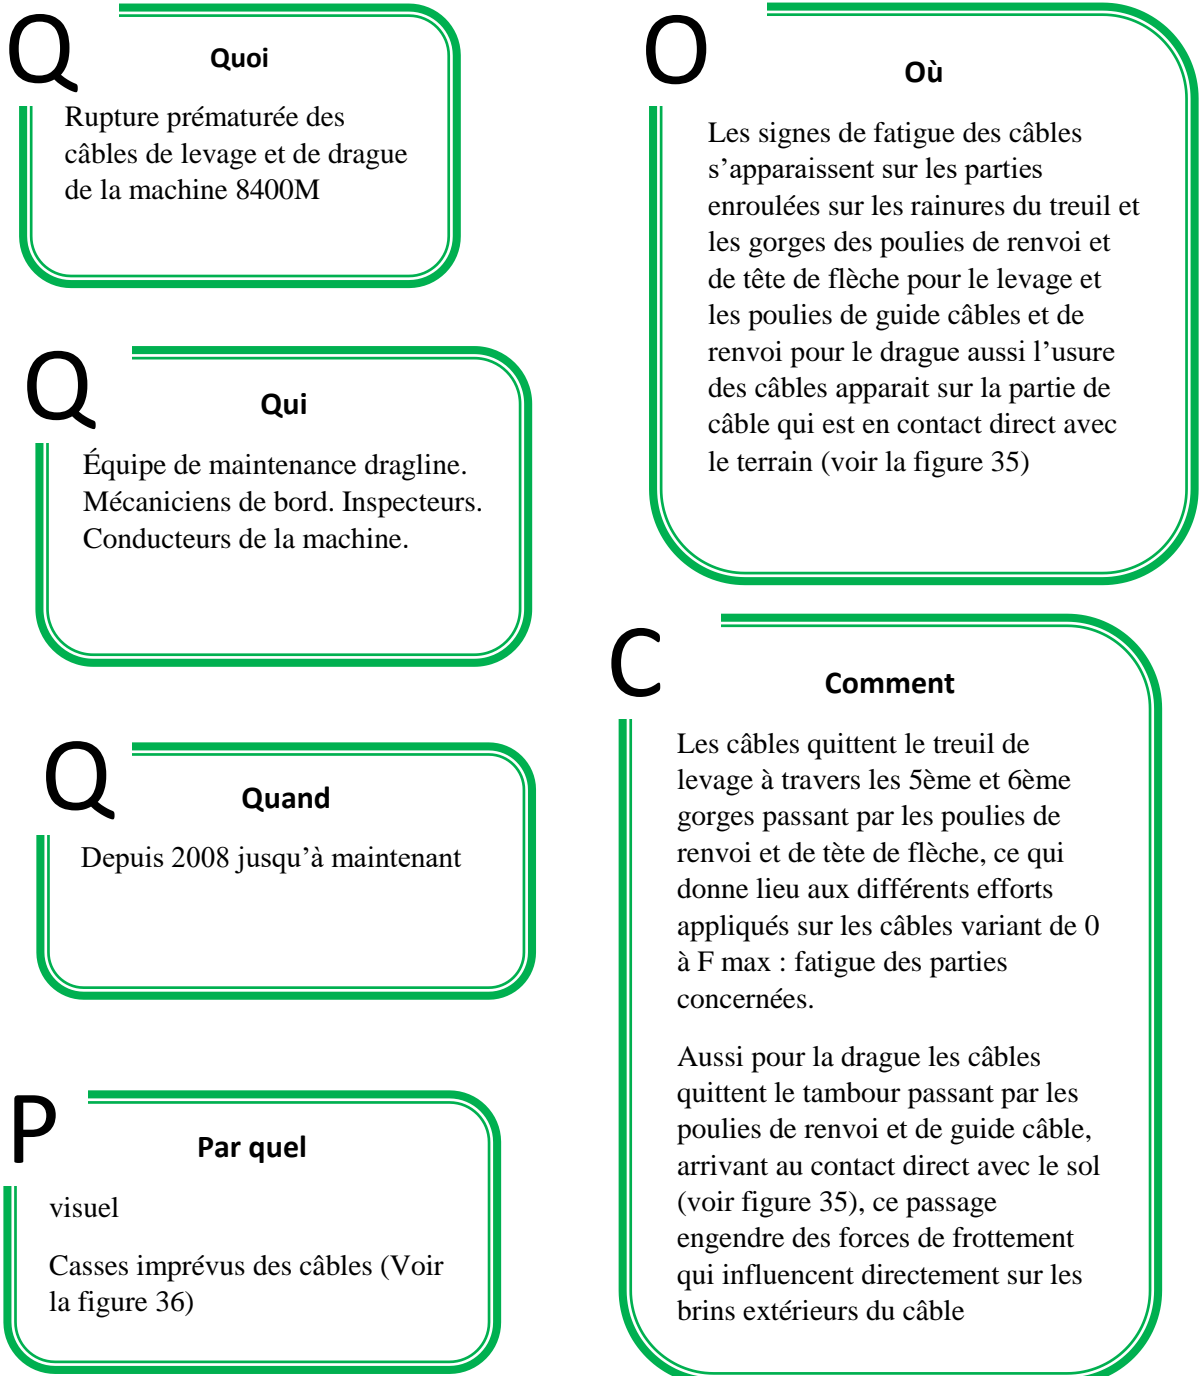 Q
Quoi
Rupture prématurée des
câbles de levage et de drague
de la machine 8400M
Q
Qui
Équipe de maintenance dragline.
Mécaniciens de bord. Inspecteurs.
Conducteurs de la machine.
Q
Quand
Depuis 2008 jusqu’à maintenant
P
Par quel
visuel
Casses imprévus des câbles (Voir
la figure 36)
O
Où
Les signes de fatigue des câbles
s’apparaissent sur les parties
enroulées sur les rainures du treuil et
les gorges des poulies de renvoi et
de tête de flèche pour le levage et
les poulies de guide câbles et de
renvoi pour le drague aussi l’usure
des câbles apparait sur la partie de
câble qui est en contact direct avec
le terrain (voir la figure 35)
C
Comment
Les câbles quittent le treuil de
levage à travers les 5ème et 6ème
gorges passant par les poulies de
renvoi et de tète de flèche, ce qui
donne lieu aux différents efforts
appliqués sur les câbles variant de 0
à F max : fatigue des parties
concernées.
Aussi pour la drague les câbles
quittent le tambour passant par les
poulies de renvoi et de guide câble,
arrivant au contact direct avec le sol
(voir figure 35), ce passage
engendre des forces de frottement
qui influencent directement sur les
brins extérieurs du câble